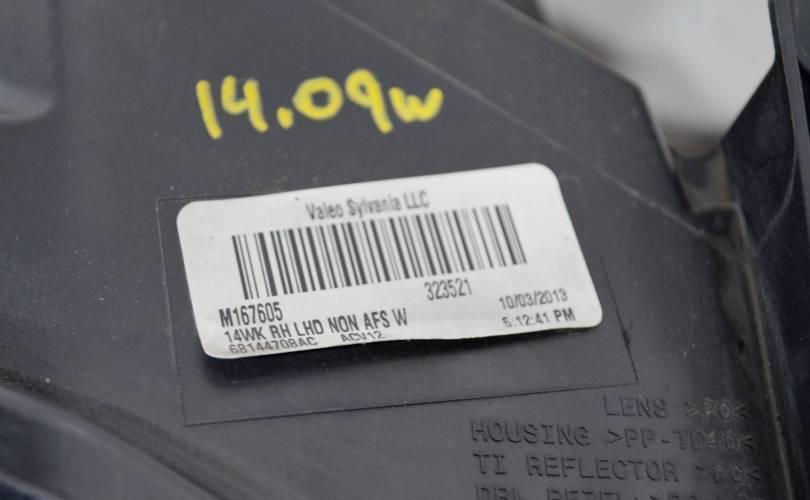 14.09w
Valeo Sylvania LLC
M167605 323521 10/03/2013
14WK RH LHD NON AFS W 5:12:41 PM
68144708AC ACV12
LENS >PC<
HOUSING >PP-TD40<
TI REFLECTOR >PC<
DRL